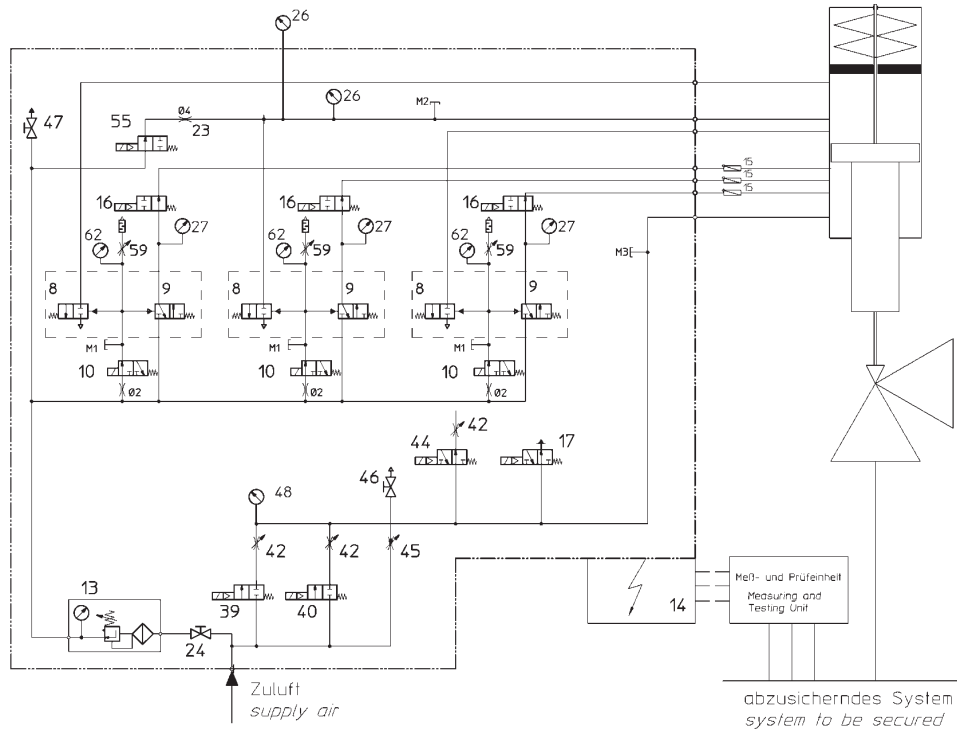 26
26
M2
47
55
Ø4
23
15
15
15
16
16
16
62
59
27
62
59
27
62
59
27
M3
8
9
8
9
8
9
M1
M1
M1
10
Ø2
10
Ø2
10
Ø2
42
44
17
46
48
42
42
45
13
39
40
24
14
Meß- und Prüfeinheit
Measuring and
Testing Unit
Zuluft
supply air
abzusicherndes System
system to be secured